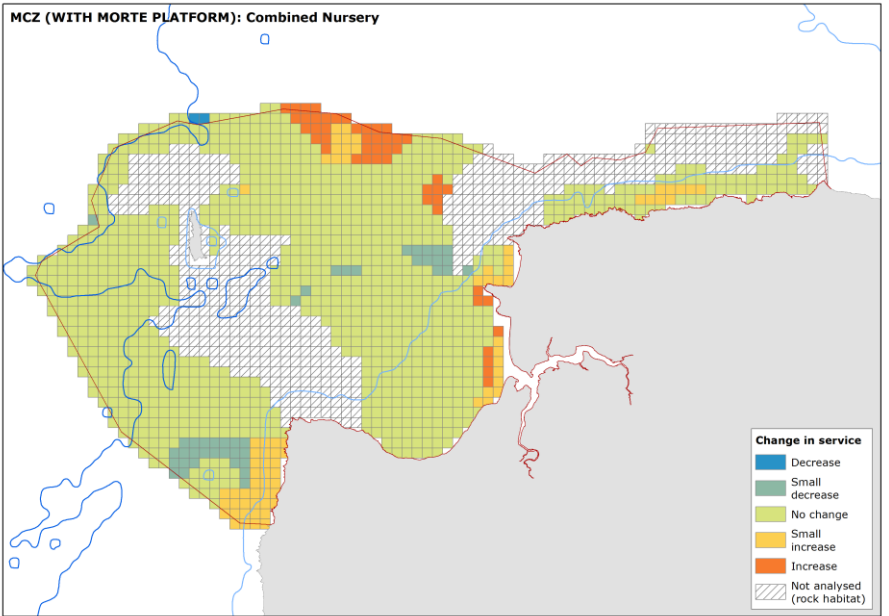 MCZ (WITH MORTE PLATFORM): Combined Nursery
Change in service
Decrease
Small
decrease
No change
Small
increase
Increase
Not analysed
(rock habitat)